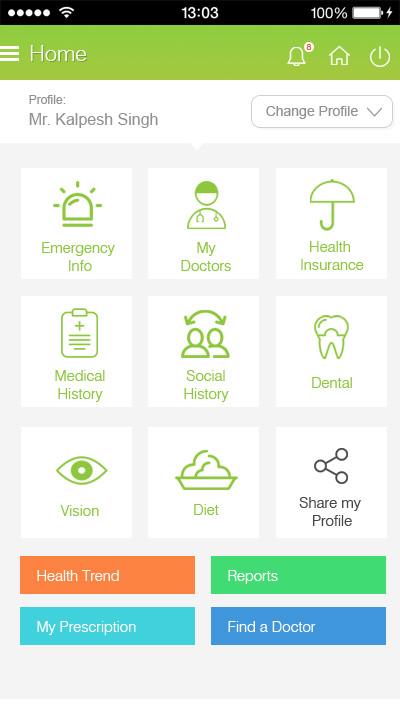 13:03
100%
Home
8
Profile:
Mr. Kalpesh Singh
Change Profile
Emergency
Info
My
Doctors
Health
Insurance
Medical
History
Social
History
Dental
Vision
Diet
Share my
Profile
Health Trend
Reports
My Prescription
Find a Doctor